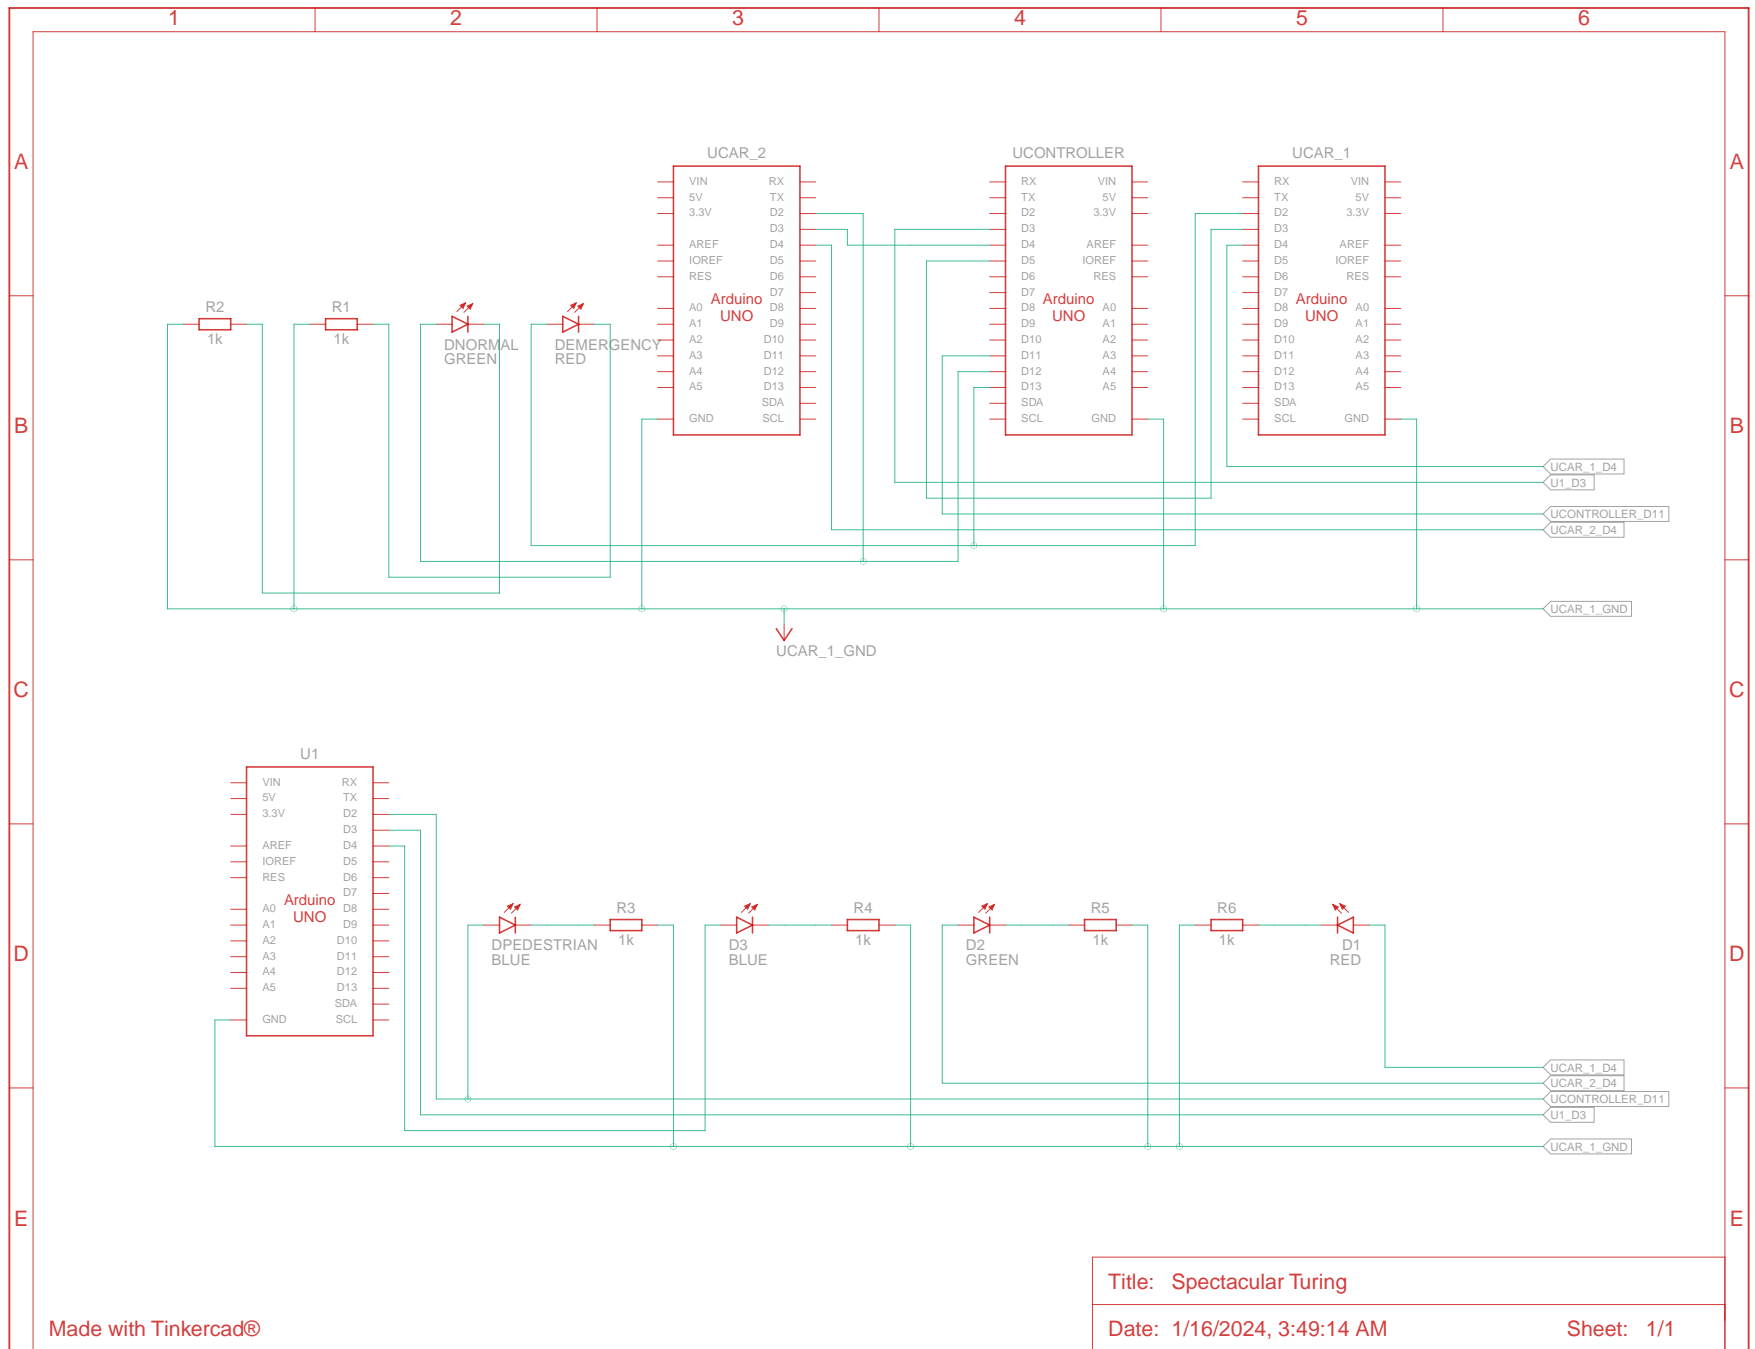 1 2 3 4 5 6
A A
B B
C C
D D
E E
UCAR_2
VIN RX
5V TX
3.3V D2
D3
AREF D4
IOREF D5
RES D6
D7
A0 D8
A1 D9
A2 D10
A3 D11
A4 D12
A5 D13
SDA
GND SCL
Arduino
UNO
UCONTROLLER
RX VIN
TX 5V
D2 3.3V
D3
D4 AREF
D5 IOREF
D6 RES
D7
D8 A0
D9 A1
D10 A2
D11 A3
D12 A4
D13 A5
SDA
SCL GND
Arduino
UNO
UCAR_1
RX VIN
TX 5V
D2 3.3V
D3
D4 AREF
D5 IOREF
D6 RES
D7
D8 A0
D9 A1
D10 A2
D11 A3
D12 A4
D13 A5
SDA
SCL GND
Arduino
UNO
R2
1k
R1
1k
DNORMAL
GREEN
DEMERGENCY
RED
UCAR_1_D4
U1_D3
UCONTROLLER_D11
UCAR_2_D4
UCAR_1_GND
UCAR_1_GND
U1
VIN RX
5V TX
3.3V D2
D3
AREF D4
IOREF D5
RES D6
D7
A0 D8
A1 D9
A2 D10
A3 D11
A4 D12
A5 D13
SDA
GND SCL
Arduino
UNO
DPEDESTRIAN
BLUE
R3
1k
D3
BLUE
R4
1k
D2
GREEN
R5
1k
R6
1k
D1
RED
UCAR_1_D4
UCAR_2_D4
UCONTROLLER_D11
U1_D3
UCAR_1_GND
Title: Spectacular Turing
Date: 1/16/2024, 3:49:14 AM Sheet: 1/1
Made with Tinkercad®